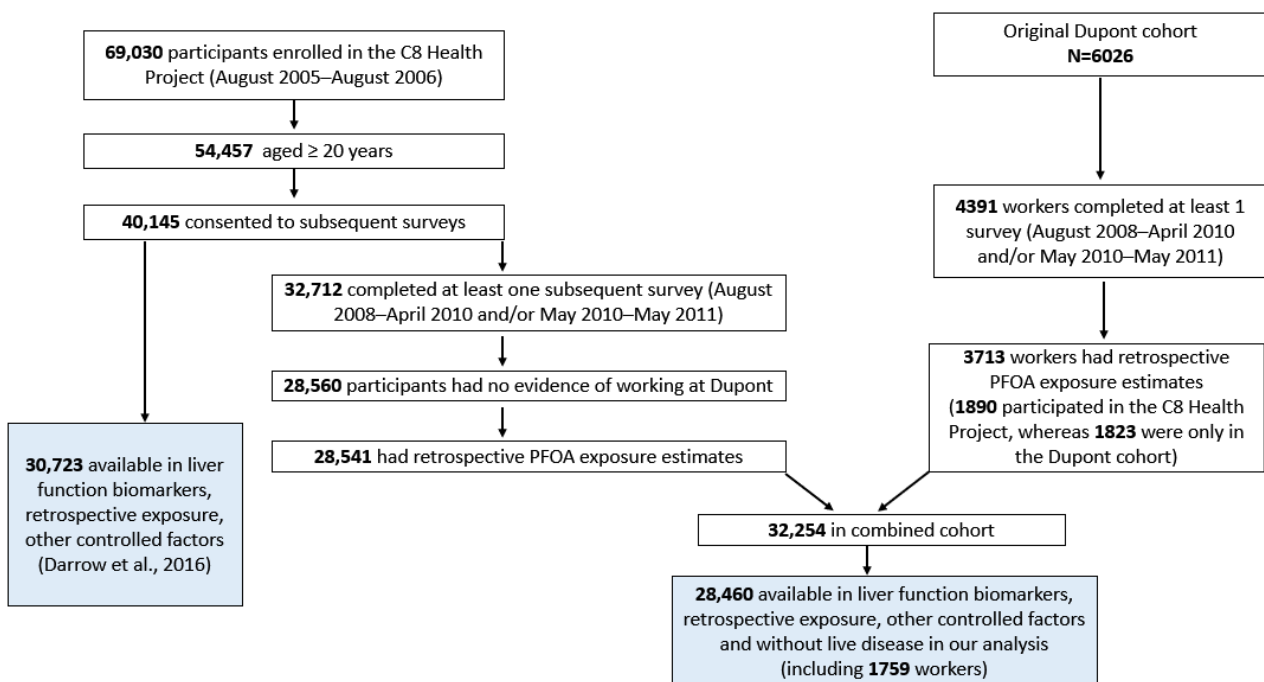 69,030 participants enrolled in the C8 Health
Project (August 2005–August 2006)
54,457 aged ≥ 20 years
40,145 consented to subsequent surveys
32,712 completed at least one subsequent survey (August
2008–April 2010 and/or May 2010–May 2011)
28,560 participants had no evidence of working at Dupont
28,541 had retrospective PFOA exposure estimates
30,723 available in liver
function biomarkers,
retrospective exposure,
other controlled factors
(Darrow et al., 2016)
Original Dupont cohort
N=6026
4391 workers completed at least 1
survey (August 2008–April 2010
and/or May 2010–May 2011)
3713 workers had retrospective
PFOA exposure estimates
(1890 participated in the C8 Health
Project, whereas 1823 were only in
the Dupont cohort)
32,254 in combined cohort
28,460 available in liver function biomarkers,
retrospective exposure, other controlled factors
and without live disease in our analysis
(including 1759 workers)